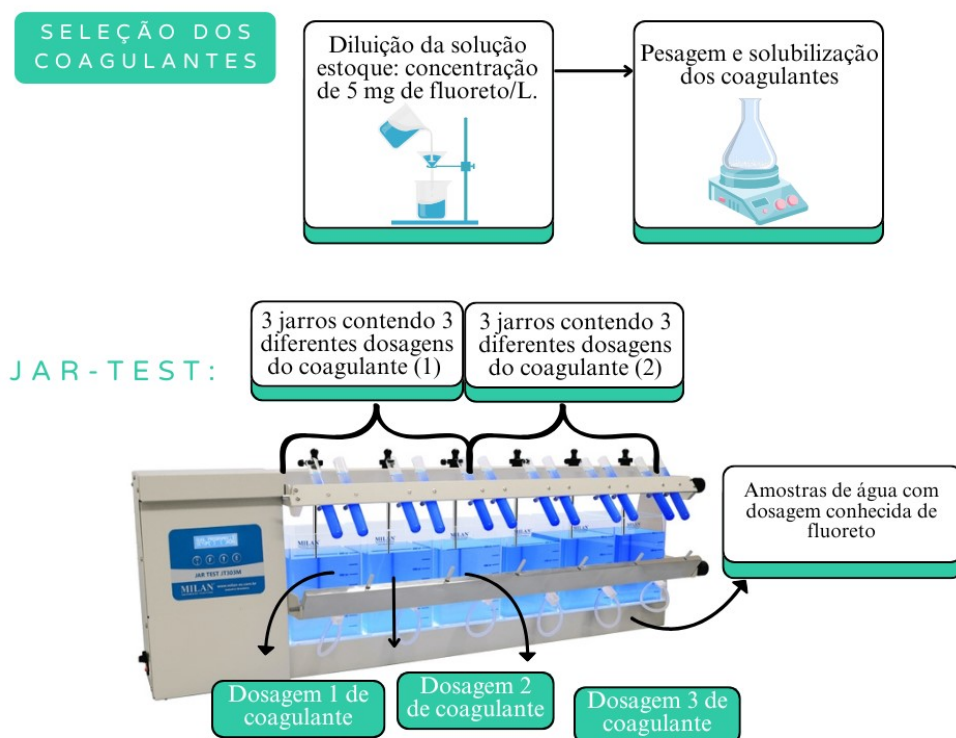 SELEÇÃO DOS
COAGULANTES
Diluição da solução
estoque: concentração
de 5 mg de fluoreto/L.
Pesagem e solubilização
dos coagulantes
JAR-TEST:
3 jarros contendo 3
diferentes dosagens
do coagulante (1)
3 jarros contendo 3
diferentes dosagens
do coagulante (2)
Amostras de água com
dosagem conhecida de
fluoreto
MILAN
JAR TEST JT303M
MILAN
Dosagem 1 de
coagulante
Dosagem 2
de coagulante
Dosagem 3 de
coagulante